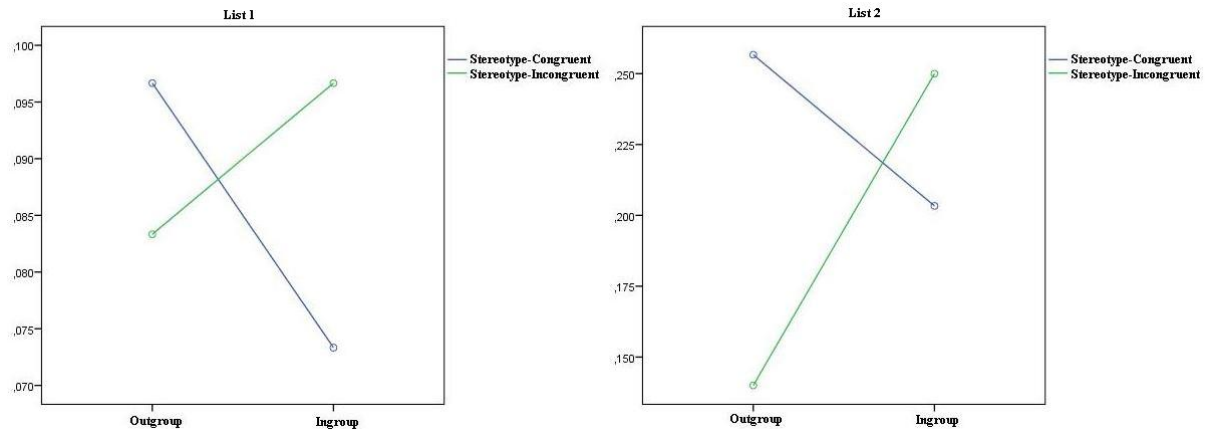 List 1
,100
,095
,090
,085
,080
,075
,070
Outgroup
Ingroup
Stereotype-Congruent
Stereotype-Incongruent
List 2
,250
,225
,200
,175
,150
Outgroup
Ingroup
Stereotype-Congruent
Stereotype-Incongruent